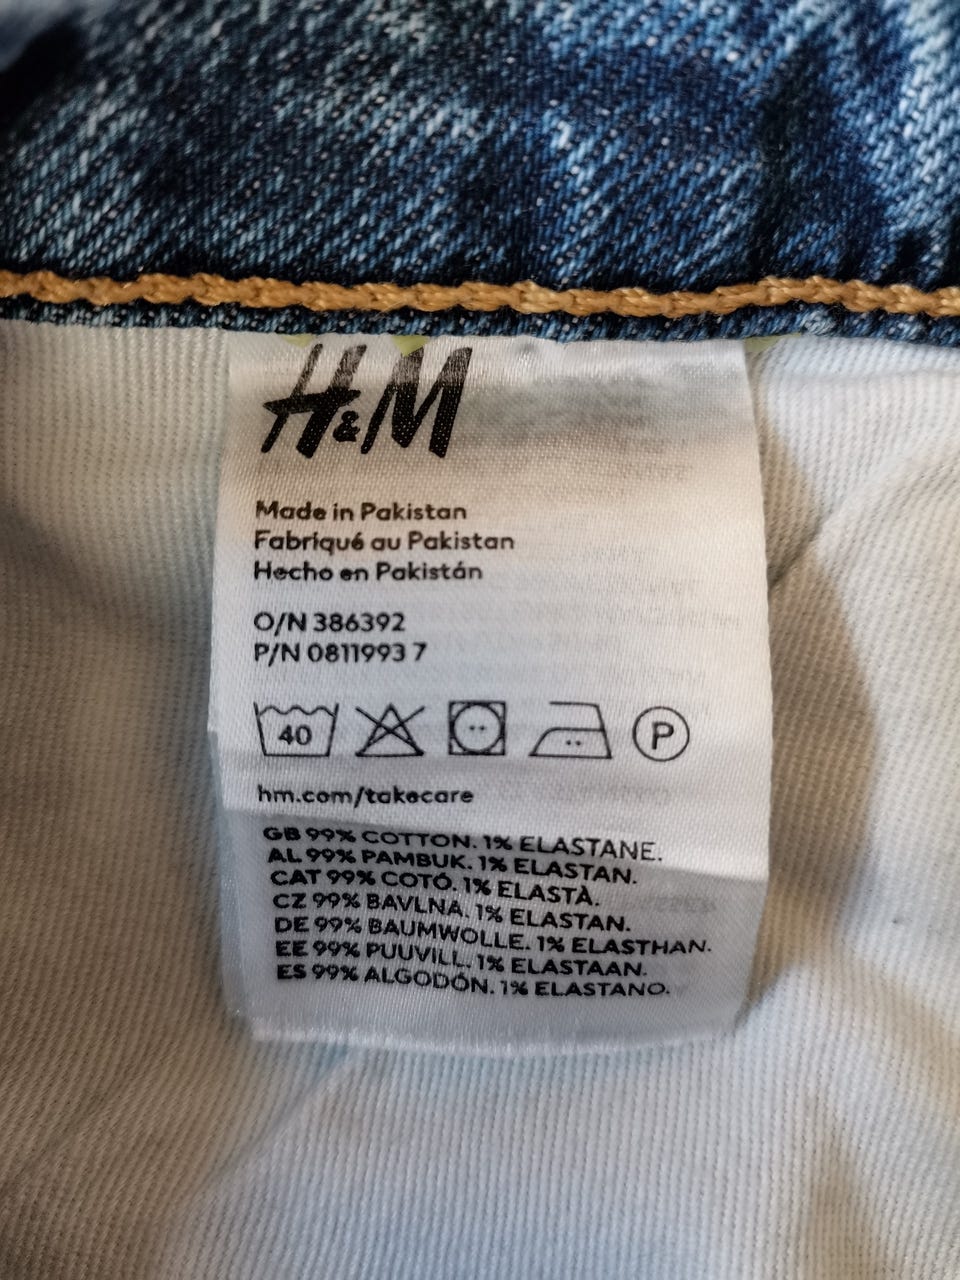 H&M
Made in Pakistan
Fabriqué au Pakistan
Hecho en Pakistán
O/N 386392
P/N 0811993 7
40 P
hm.com/takecare
GB 99% COTTON. 1% ELASTANE.
AL 99% PAMBUK. 1% ELASTAN.
CAT 99% COTÓ. 1% ELASTÀ.
CZ 99% BAVLNA. 1% ELASTAN.
DE 99% BAUMWOLLE. 1% ELASTHAN.
EE 99% PUUVILL. 1% ELASTAAN.
ES 99% ALGODÓN. 1% ELASTANO.